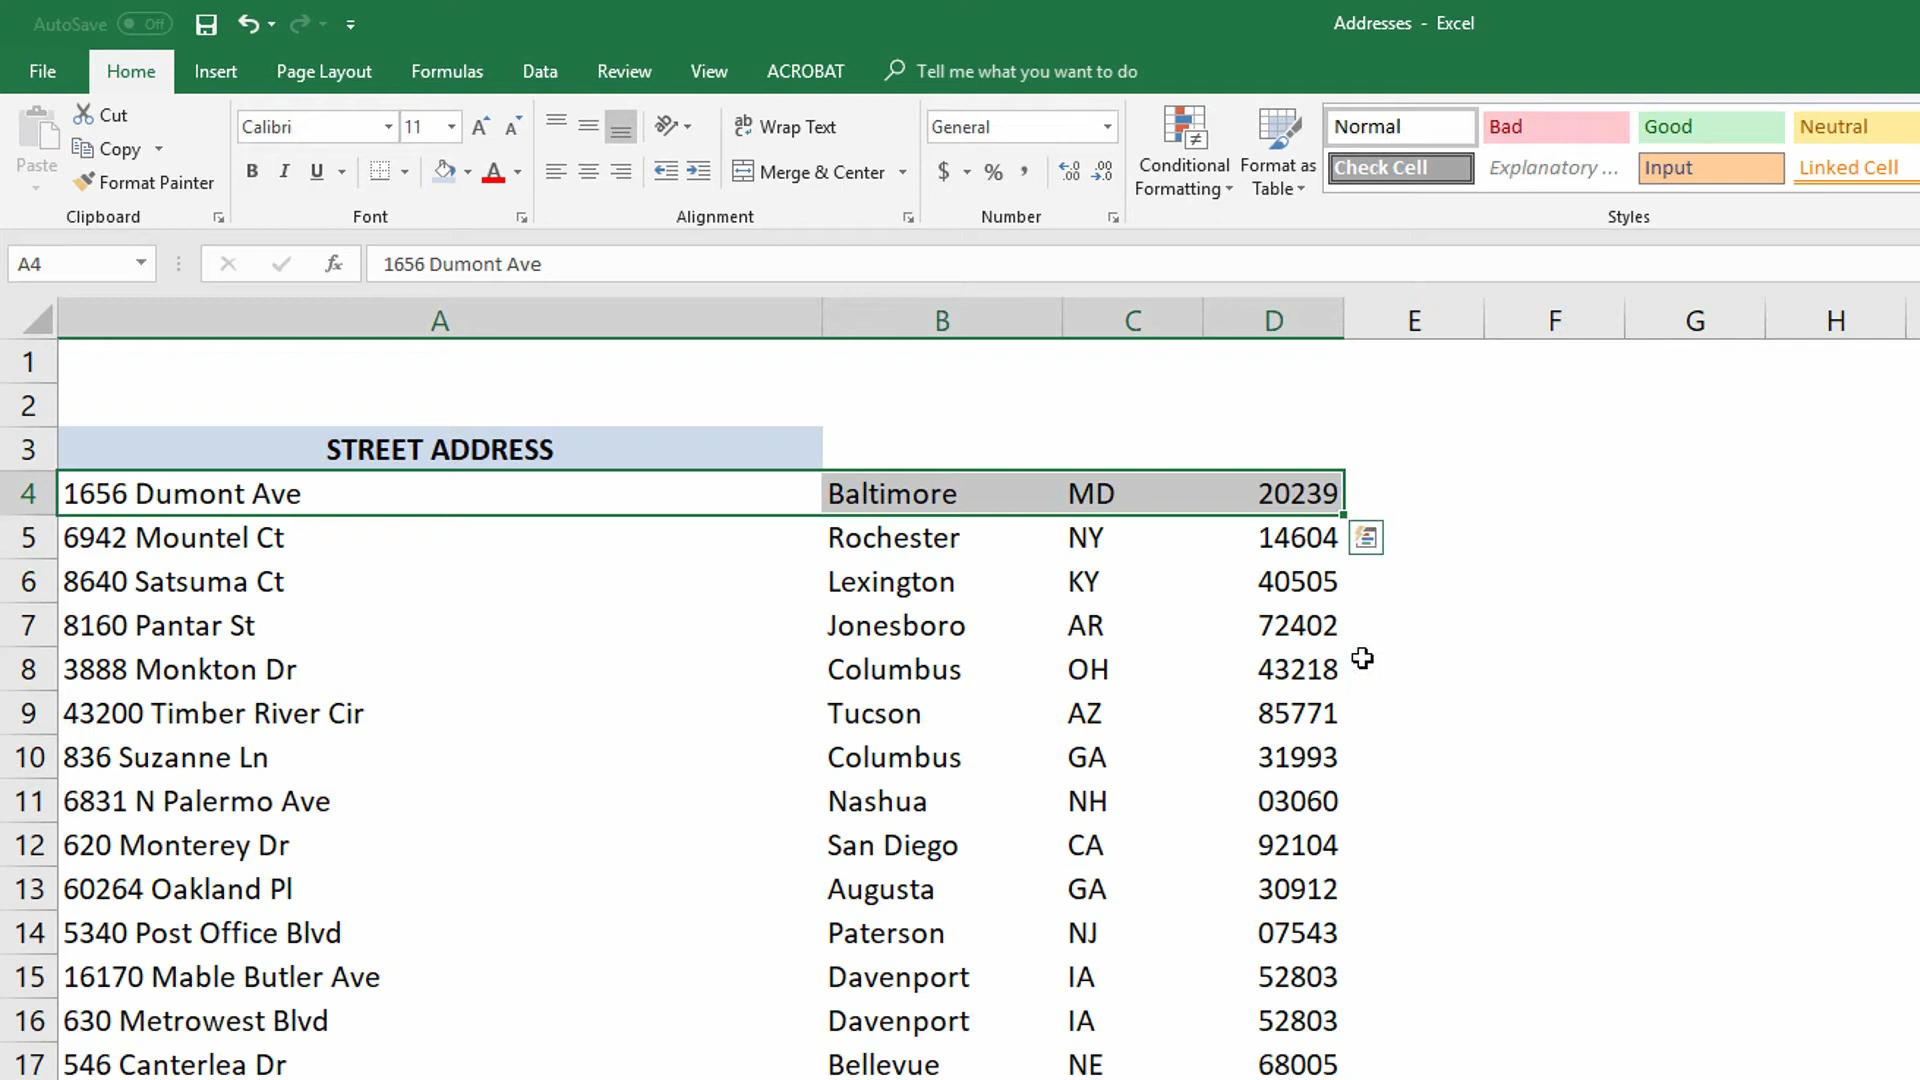 AutoSave Off
Addresses - Excel
File Home Insert Page Layout Formulas Data Review View ACROBAT Tell me what you want to do
Paste
Cut
Copy
Format Painter
Clipboard
Calibri 11
B I U A
Font
ab Wrap Text
Merge & Center
Alignment
General
$ % ,
Number
Conditional Formatting
Format as Table
Normal Bad Good Neutral
Check Cell Explanatory ... Input Linked Cell
Styles
A4 fx 1656 Dumont Ave
A B C D E F G H
1
2
3 STREET ADDRESS
4 1656 Dumont Ave Baltimore MD 20239
5 6942 Mountel Ct Rochester NY 14604
6 8640 Satsuma Ct Lexington KY 40505
7 8160 Pantar St Jonesboro AR 72402
8 3888 Monkton Dr Columbus OH 43218
9 43200 Timber River Cir Tucson AZ 85771
10 836 Suzanne Ln Columbus GA 31993
11 6831 N Palermo Ave Nashua NH 03060
12 620 Monterey Dr San Diego CA 92104
13 60264 Oakland Pl Augusta GA 30912
14 5340 Post Office Blvd Paterson NJ 07543
15 16170 Mable Butler Ave Davenport IA 52803
16 630 Metrowest Blvd Davenport IA 52803
17 546 Canterlea Dr Bellevue NE 68005